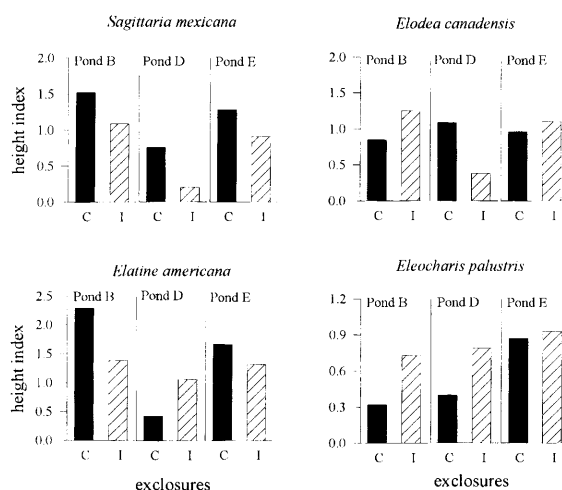 Sagittaria mexicana
Elodea canadensis
height index
2.0
1.5
1.0
0.5
0.0
Pond B
Pond D
Pond E
C I C I C I
2.0
1.5
1.0
0.5
0.0
Pond B
Pond D
Pond E
C I C I C I
Elatine americana
Eleocharis palustris
height index
2.5
2.0
1.5
1.0
0.5
0.0
Pond B
Pond D
Pond E
C I C I C I
exclosures
1.2
0.9
0.6
0.3
0.0
Pond B
Pond D
Pond E
C I C I C I
exclosures